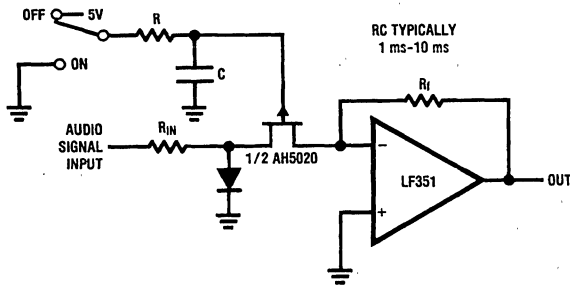 OFF
5V
R
RC TYPICALLY
1 ms-10 ms
ON
C
Rf
AUDIO
SIGNAL
INPUT
RIN
1/2 AH5020
−
LF351
OUT
+